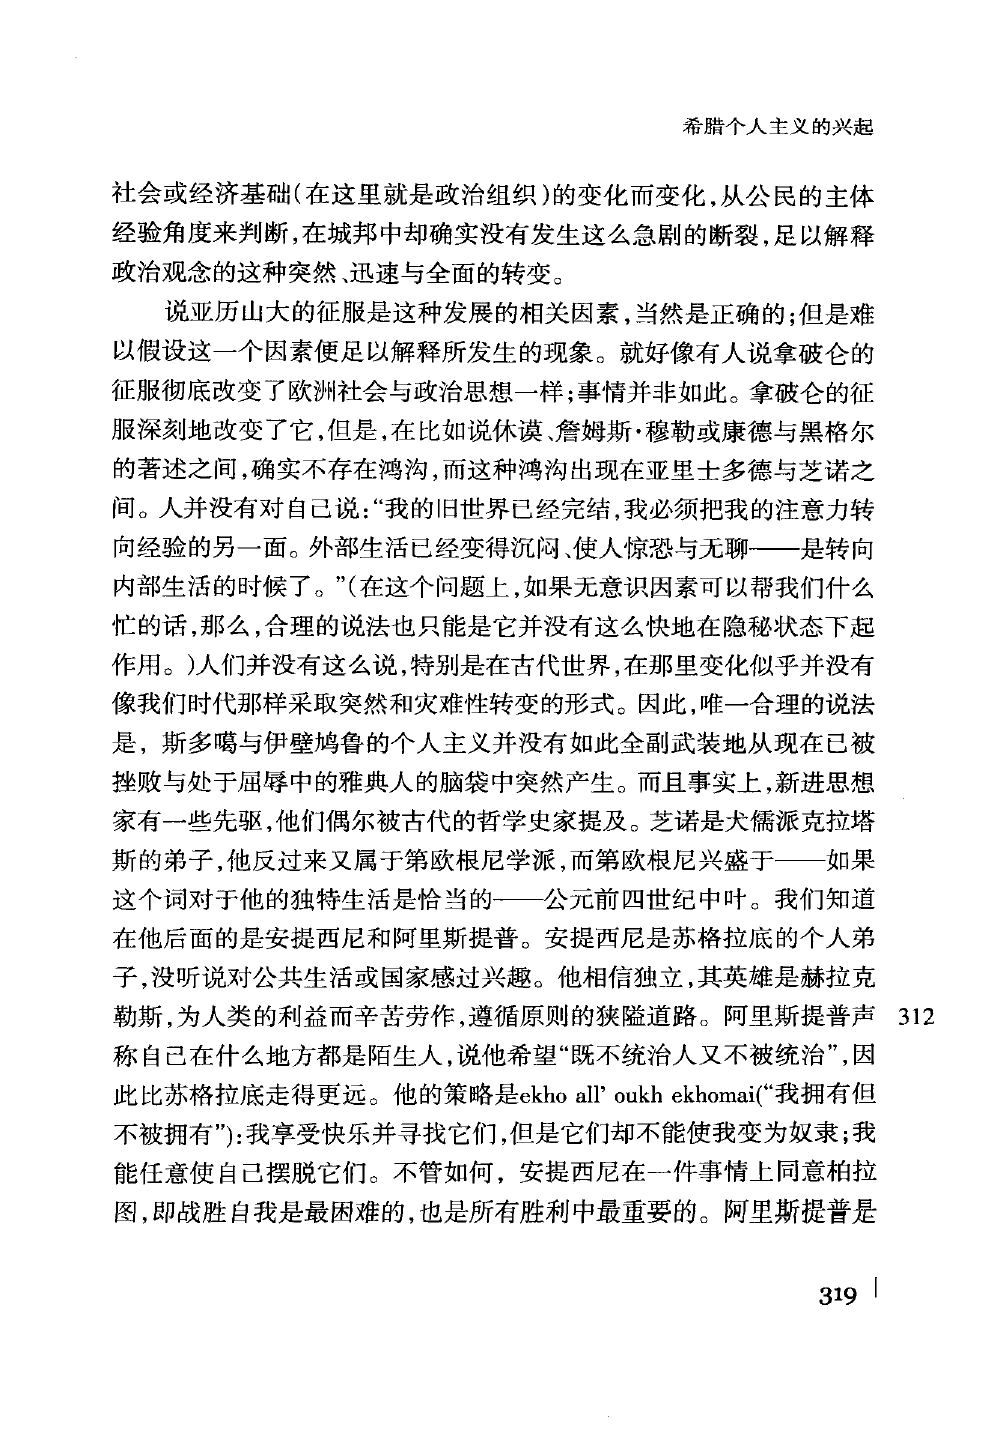 希腊个人主义的兴起
社会或经济基础(在这里就是政治组织)的变化而变化,从公民的主体
经验角度来判断,在城邦中却确实没有发生这么急剧的断裂,足以解释
政治观念的这种突然、迅速与全面的转变。
说亚历山大的征服是这种发展的相关因素,当然是正确的;但是难
以假设这一个因素便足以解释所发生的现象。就好像有人说拿破仑的
征服彻底改变了欧洲社会与政治思想一样;事情并非如此。拿破仑的征
服深刻地改变了它,但是,在比如说休谟、詹姆斯·穆勒或康德与黑格尔
的著述之间,确实不存在鸿沟,而这种鸿沟出现在亚里士多德与芝诺之
间。人并没有对自己说:“我的旧世界已经完结,我必须把我的注意力转
向经验的另一面。外部生活已经变得沉闷、使人惊恐与无聊——是转向
内部生活的时候了。”(在这个问题上,如果无意识因素可以帮我们什么
忙的话,那么,合理的说法也只能是它并没有这么快地在隐秘状态下起
作用。)人们并没有这么说,特别是在古代世界,在那里变化似乎并没有
像我们时代那样采取突然和灾难性转变的形式。因此,唯一合理的说法
是,斯多噶与伊壁鸠鲁的个人主义并没有如此全副武装地从现在已被
挫败与处于屈辱中的雅典人的脑袋中突然产生。而且事实上,新进思想
家有一些先驱,他们偶尔被古代的哲学史家提及。芝诺是犬儒派克拉塔
斯的弟子,他反过来又属于第欧根尼学派,而第欧根尼兴盛于——如果
这个词对于他的独特生活是恰当的——公元前四世纪中叶。我们知道
在他后面的是安提西尼和阿里斯提普。安提西尼是苏格拉底的个人弟
子,没听说对公共生活或国家感过兴趣。他相信独立,其英雄是赫拉克
勒斯,为人类的利益而辛苦劳作,遵循原则的狭隘道路。阿里斯提普声 312
称自己在什么地方都是陌生人,说他希望“既不统治人又不被统治”,因
此比苏格拉底走得更远。他的策略是ekho all’ oukh ekhomai(“我拥有但
不被拥有”):我享受快乐并寻找它们,但是它们却不能使我变为奴隶;我
能任意使自己摆脱它们。不管如何,安提西尼在一件事情上同意柏拉
图,即战胜自我是最困难的,也是所有胜利中最重要的。阿里斯提普是
319